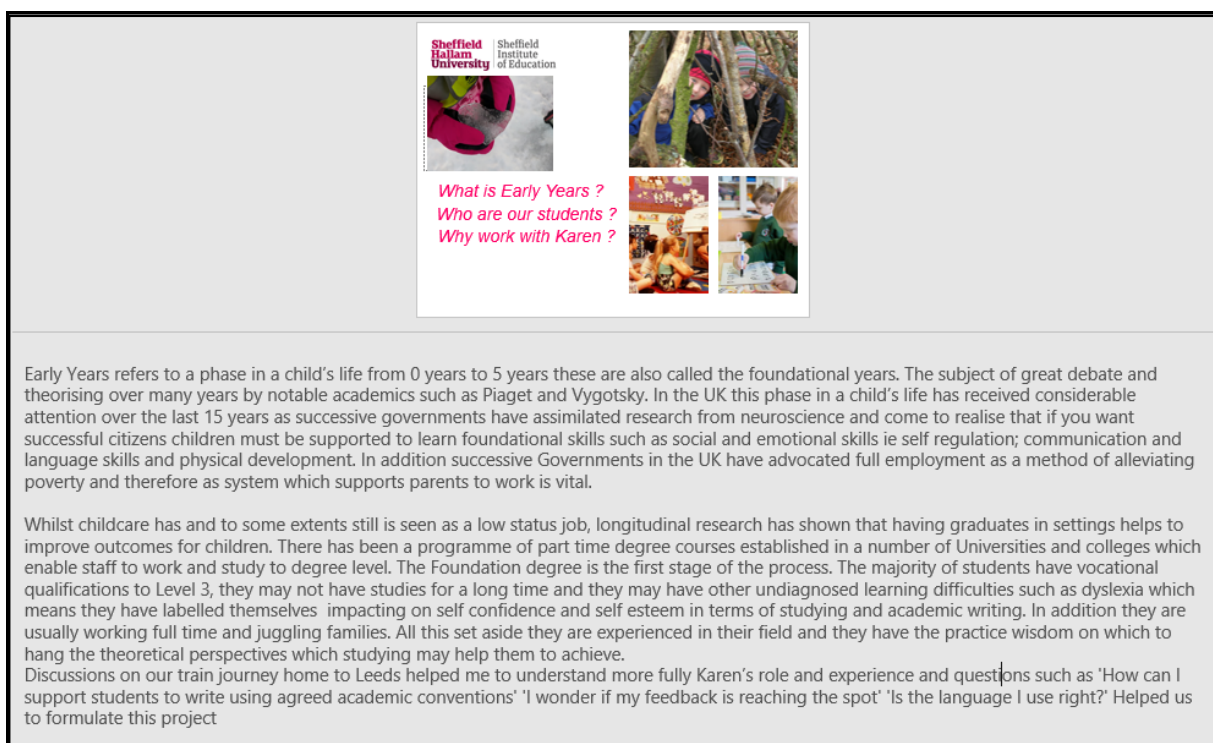 Sheffield
Hallam
University
Sheffield
Institute
of Education
What is Early Years ?
Who are our students ?
Why work with Karen ?
Early Years refers to a phase in a child's life from 0 years to 5 years these are also called the foundational years. The subject of great debate and
theorising over many years by notable academics such as Piaget and Vygotsky. In the UK this phase in a child's life has received considerable
attention over the last 15 years as successive governments have assimilated research from neuroscience and come to realise that if you want
successful citizens children must be supported to learn foundational skills such as social and emotional skills ie self regulation; communication and
language skills and physical development. In addition successive Governments in the UK have advocated full employment as a method of alleviating
poverty and therefore as system which supports parents to work is vital.
Whilst childcare has and to some extents still is seen as a low status job, longitudinal research has shown that having graduates in settings helps to
improve outcomes for children. There has been a programme of part time degree courses established in a number of Universities and colleges which
enable staff to work and study to degree level. The Foundation degree is the first stage of the process. The majority of students have vocational
qualifications to Level 3, they may not have studies for a long time and they may have other undiagnosed learning difficulties such as dyslexia which
means they have labelled themselves  impacting on self confidence and self esteem in terms of studying and academic writing. In addition they are
usually working full time and juggling families. All this set aside they are experienced in their field and they have the practice wisdom on which to
hang the theoretical perspectives which studying may help them to achieve.
Discussions on our train journey home to Leeds helped me to understand more fully Karen's role and experience and questions such as 'How can I
support students to write using agreed academic conventions' 'I wonder if my feedback is reaching the spot' 'Is the language I use right?' Helped us
to formulate this project